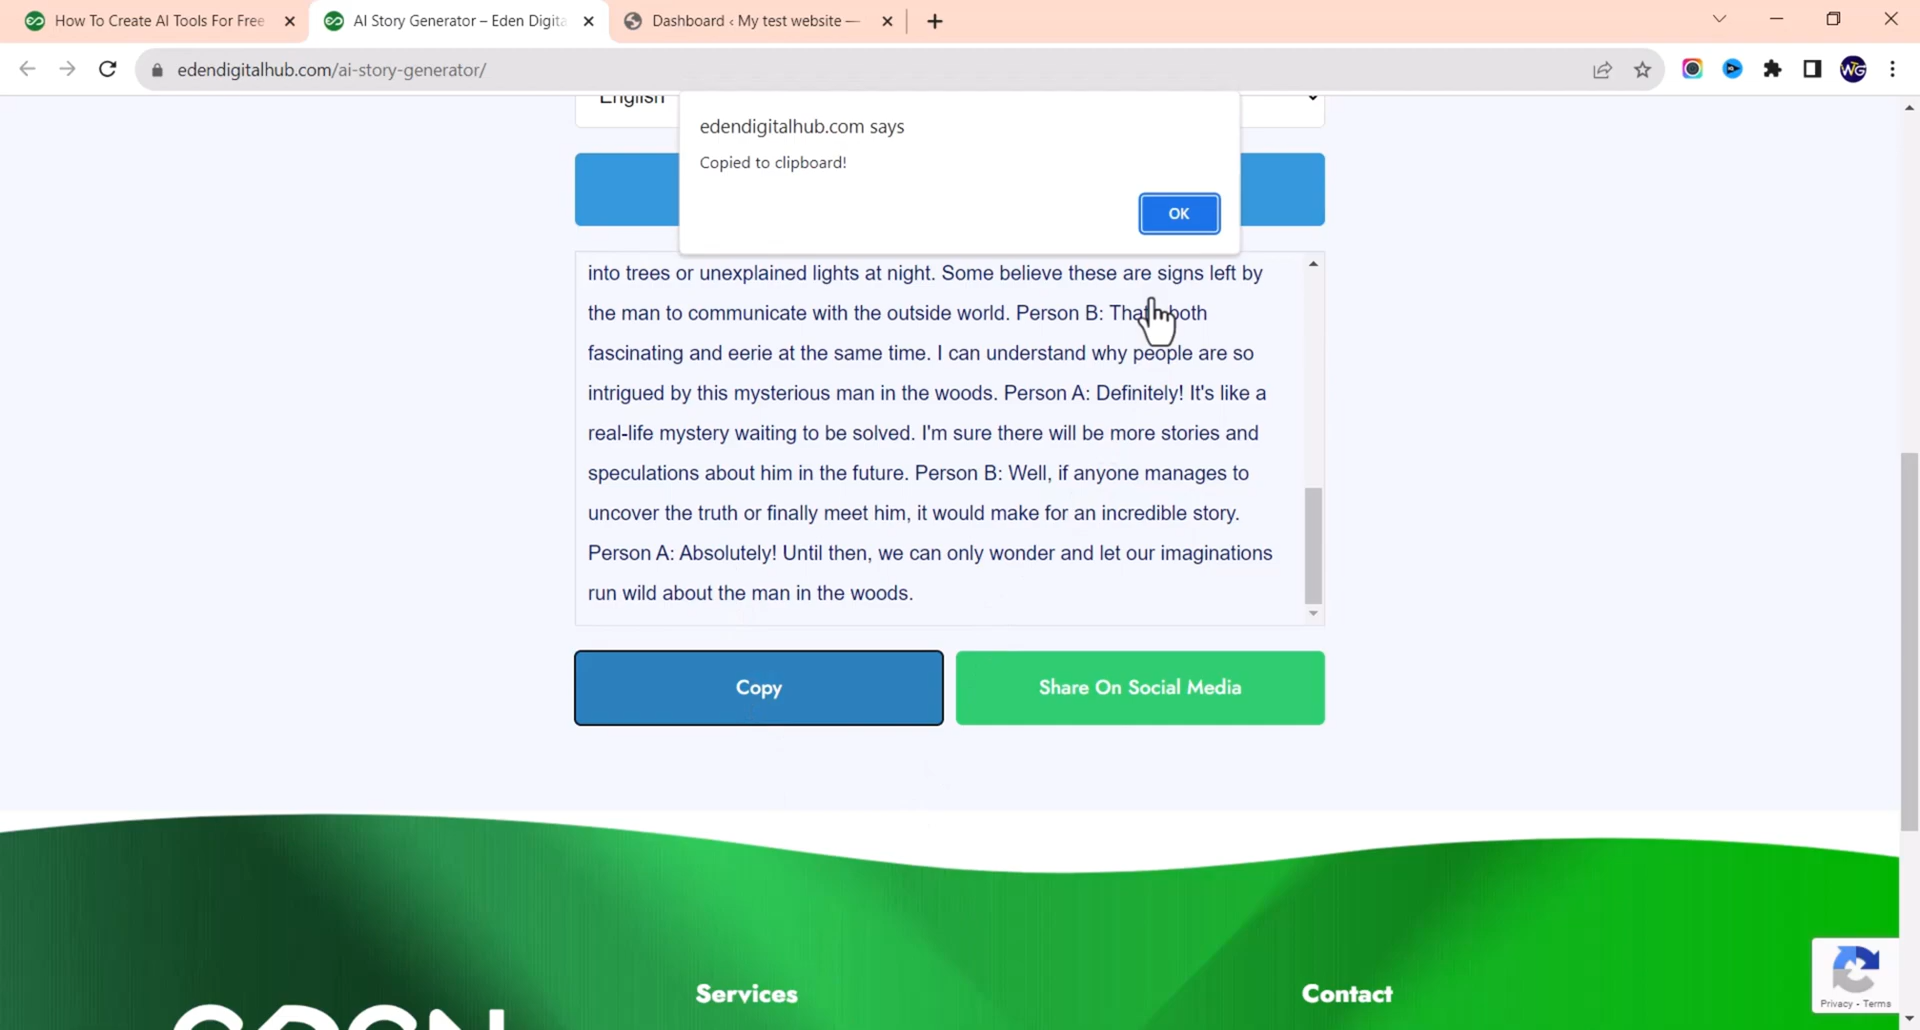 How To Create AI Tools For Free
AI Story Generator – Eden Digita
Dashboard ‹ My test website —
edendigitalhub.com/ai-story-generator/
WG
English
edendigitalhub.com says
Copied to clipboard!
OK
into trees or unexplained lights at night. Some believe these are signs left by
the man to communicate with the outside world. Person B: That both
fascinating and eerie at the same time. I can understand why people are so
intrigued by this mysterious man in the woods. Person A: Definitely! It's like a
real-life mystery waiting to be solved. I'm sure there will be more stories and
speculations about him in the future. Person B: Well, if anyone manages to
uncover the truth or finally meet him, it would make for an incredible story.
Person A: Absolutely! Until then, we can only wonder and let our imaginations
run wild about the man in the woods.
Copy
Share On Social Media
Services
Contact
Privacy - Terms